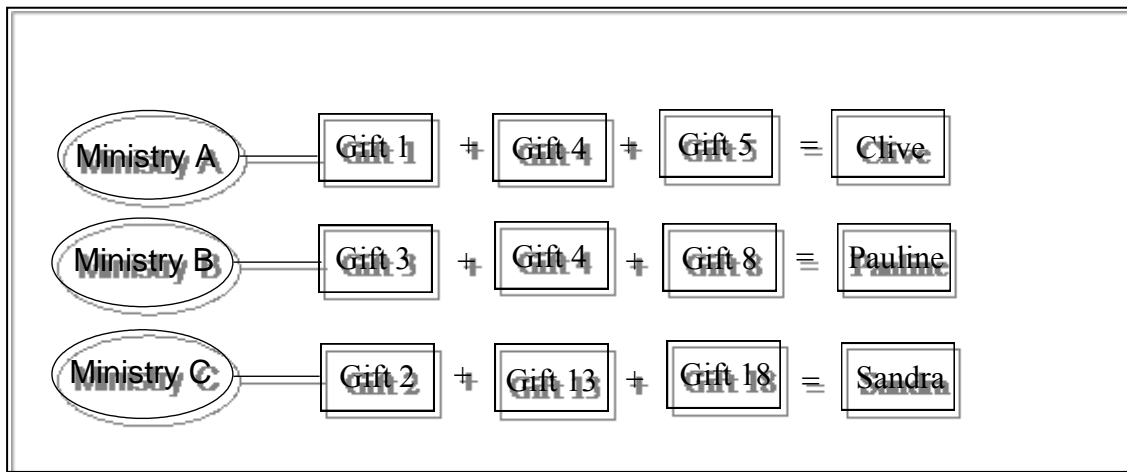 Ministry A Gift 1 + Gift 4 + Gift 5 = Clive
Ministry B Gift 3 + Gift 4 + Gift 8 = Pauline
Ministry C Gift 2 + Gift 13 + Gift 18 = Sandra